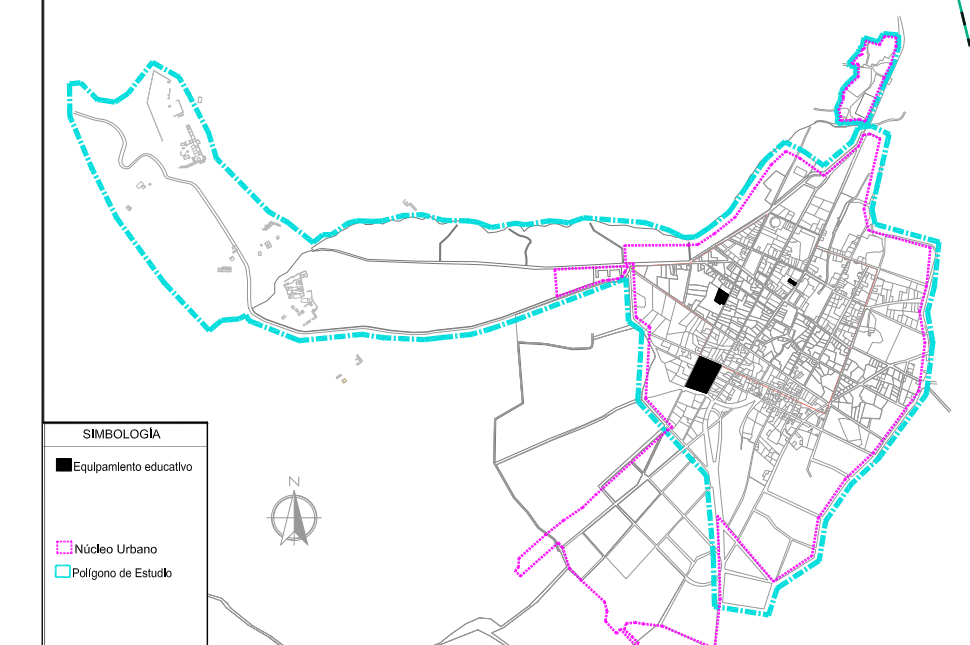 N
SIMBOLOGÍA
Equipamiento educativo
Núcleo Urbano
Polígono de Estudio